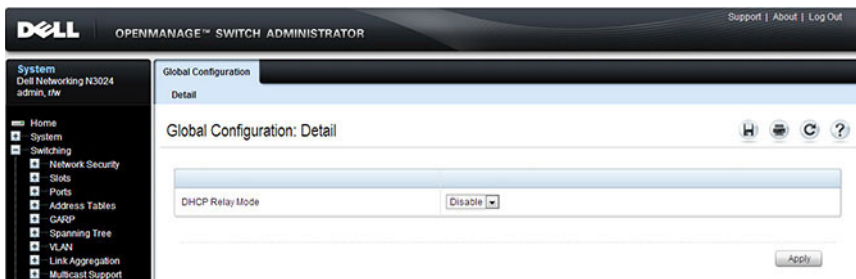 Support | About | Log Out
DELL OPENMANAGE™ SWITCH ADMINISTRATOR
System
Dell Networking N3024
admin, r/w
Home
System
Switching
Network Security
Slots
Ports
Address Tables
GARP
Spanning Tree
VLAN
Link Aggregation
Multicast Support
Global Configuration
Detail
Global Configuration: Detail
DHCP Relay Mode
Disable
Apply